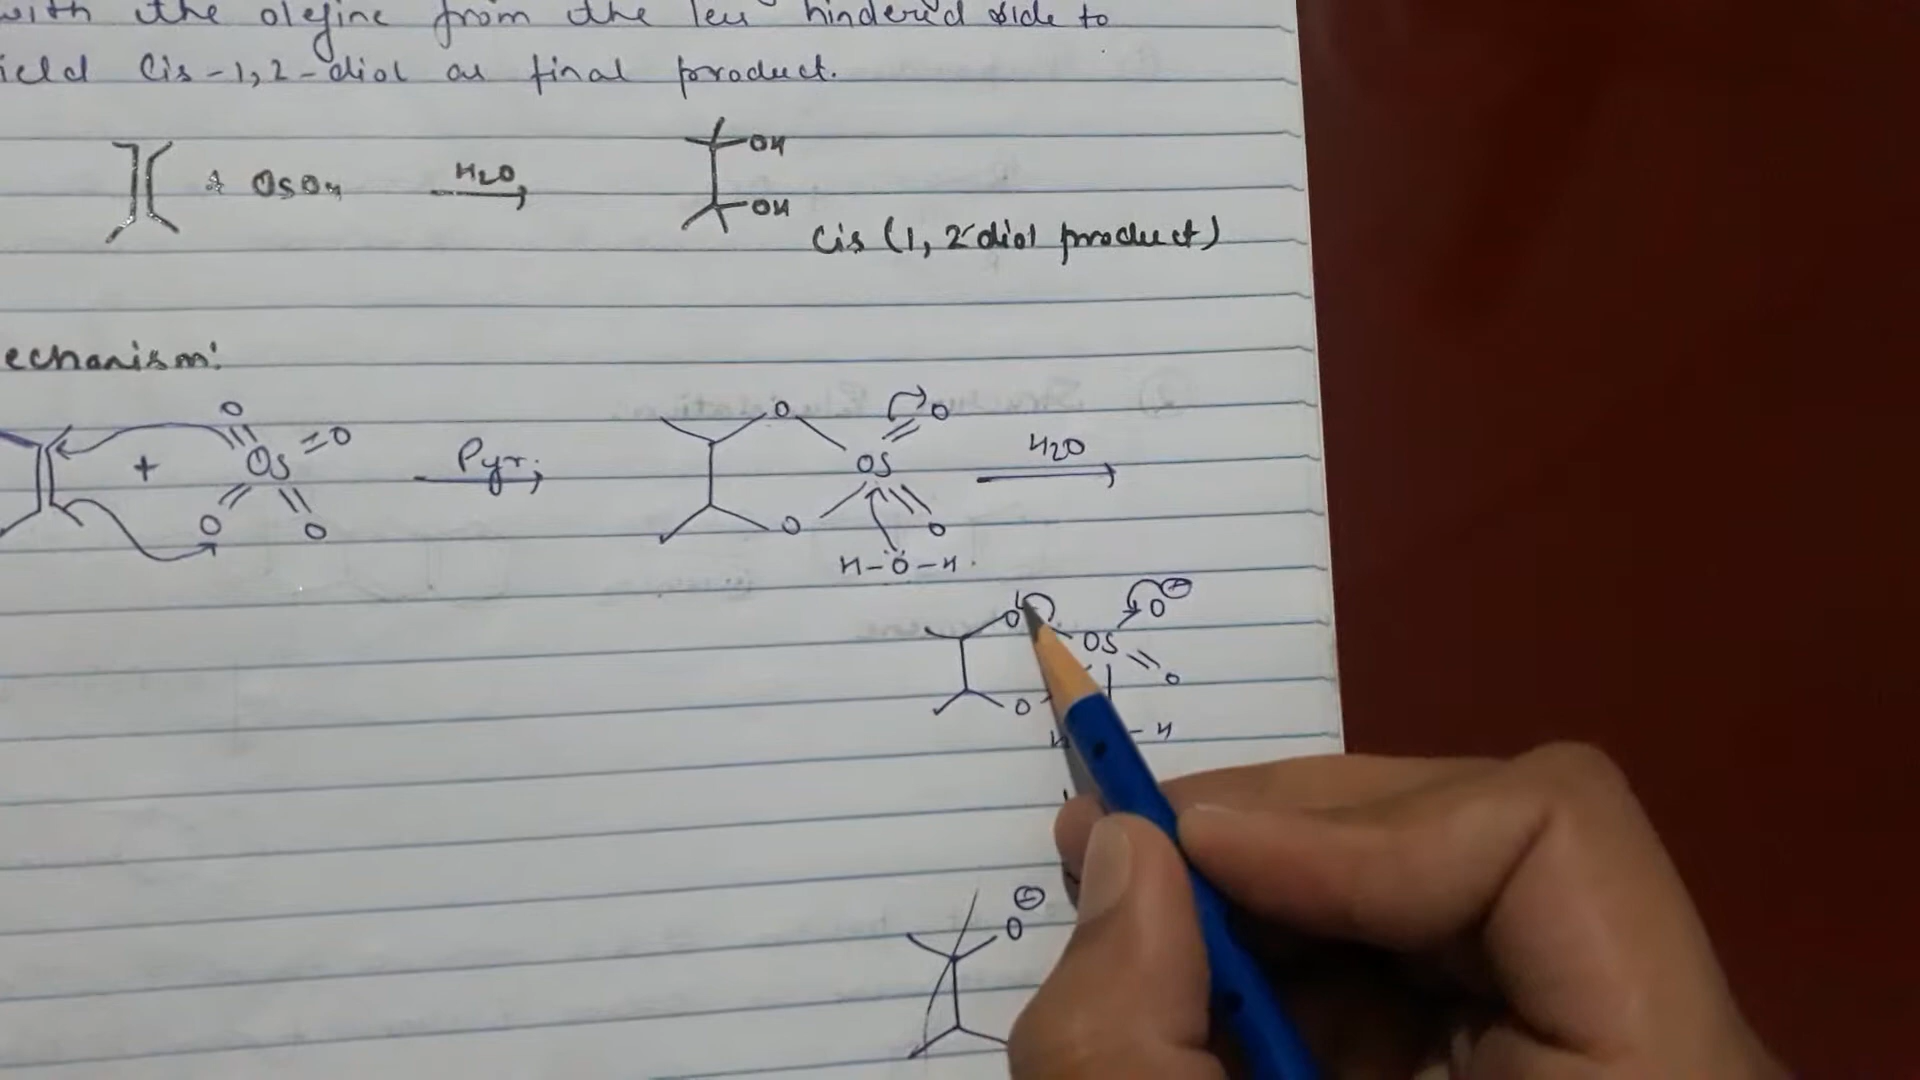 with the olefine from the less hindered side to
ield Cis-1,2-diol as final product.
+ OsO4 H2O OH
OH
Cis (1, 2 diol product)
echanism:
O O O
+ Os =O Pyr. Os H2O
O O O O
H-Ö-H.
O O⊖
Os
O O
H - H
⊖
O